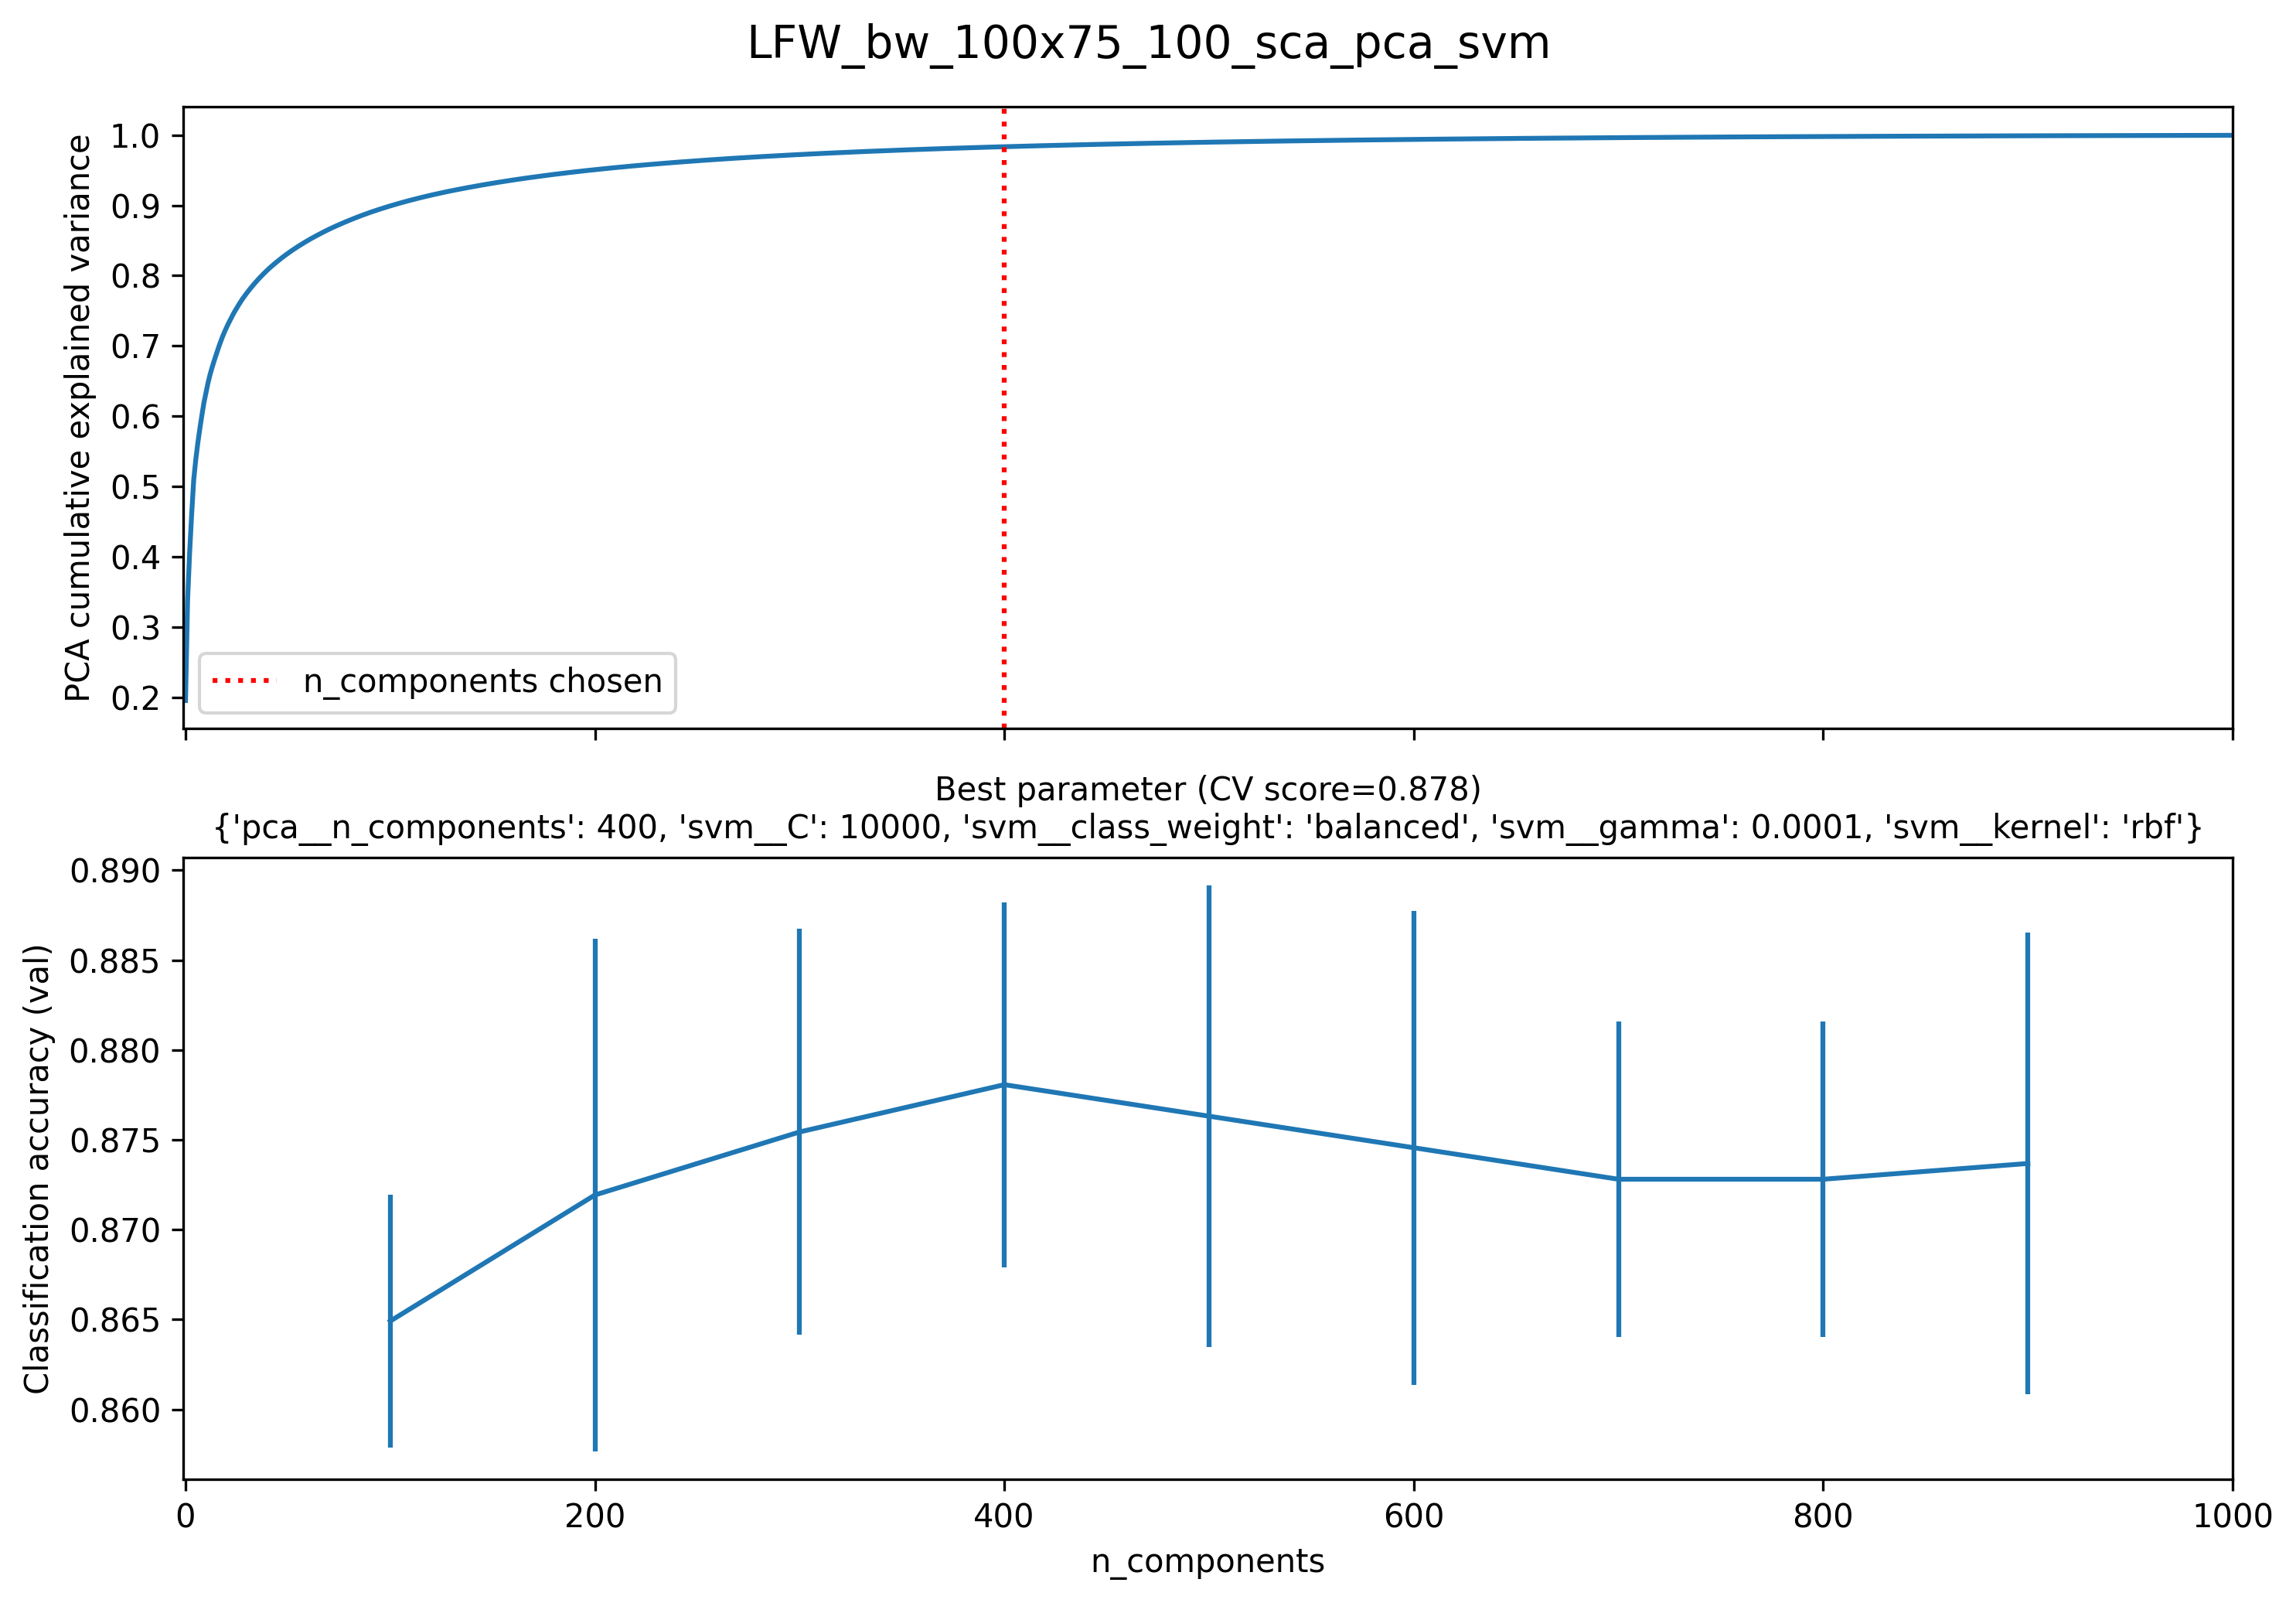 LFW_bw_100x75_100_sca_pca_svm
PCA cumulative explained variance
1.0
0.9
0.8
0.7
0.6
0.5
0.4
0.3
0.2
n_components chosen
Best parameter (CV score=0.878)
{'pca__n_components': 400, 'svm__C': 10000, 'svm__class_weight': 'balanced', 'svm__gamma': 0.0001, 'svm__kernel': 'rbf'}
Classification accuracy (val)
0.890
0.885
0.880
0.875
0.870
0.865
0.860
0 200 400 600 800 1000
n_components